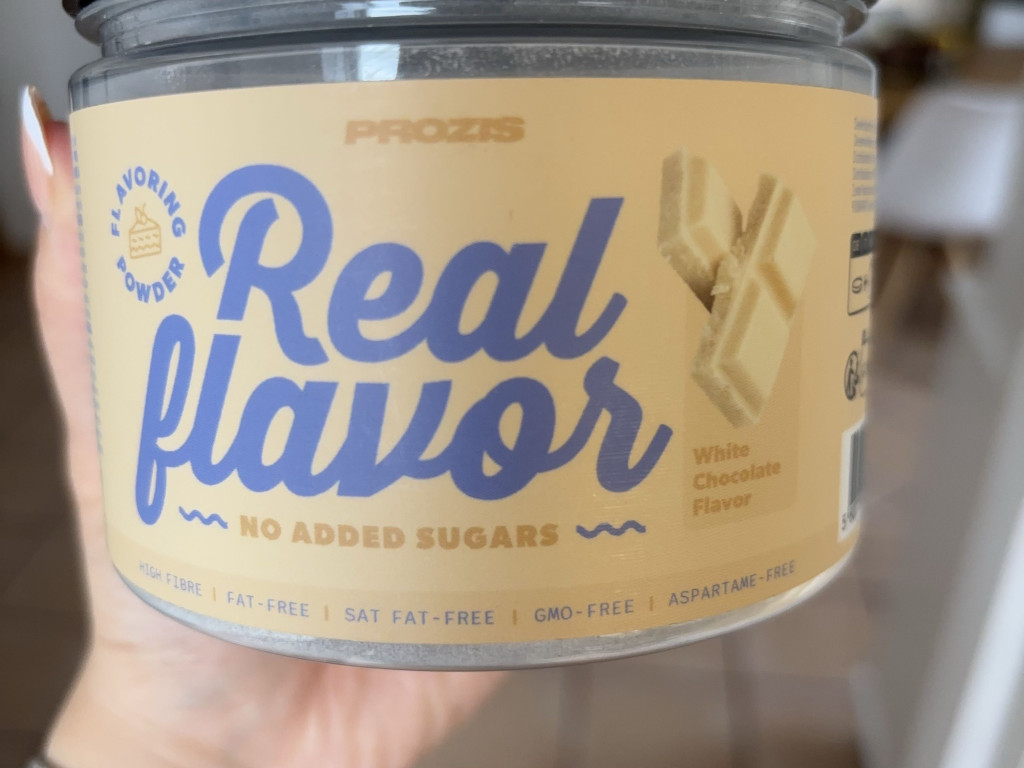 PROZIS
FLAVORING
POWDER
Real
flavor
White
Chocolate
Flavor
NO ADDED SUGARS
HIGH FIBRE | FAT-FREE | SAT FAT-FREE | GMO-FREE | ASPARTAME-FREE